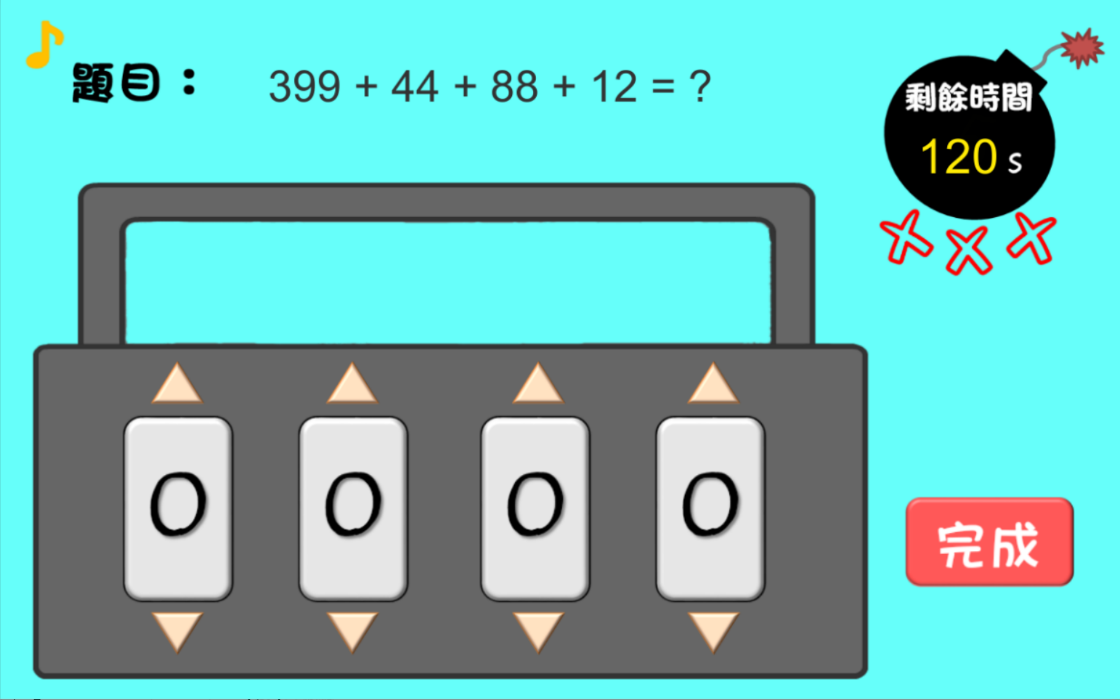 題目：
399 + 44 + 88 + 12 = ?
剩餘時間
120 s
0 0 0 0
完成